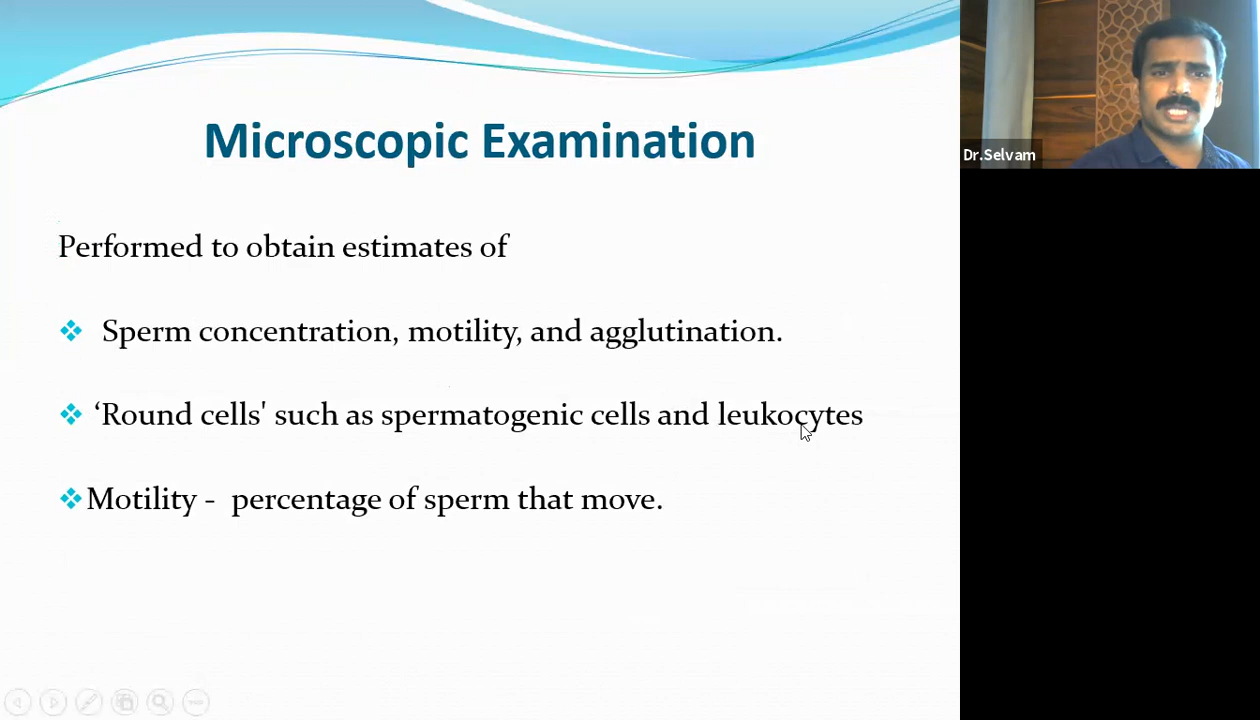 Microscopic Examination
Dr.Selvam
Performed to obtain estimates of
Sperm concentration, motility, and agglutination.
‘Round cells' such as spermatogenic cells and leukocytes
Motility - percentage of sperm that move.